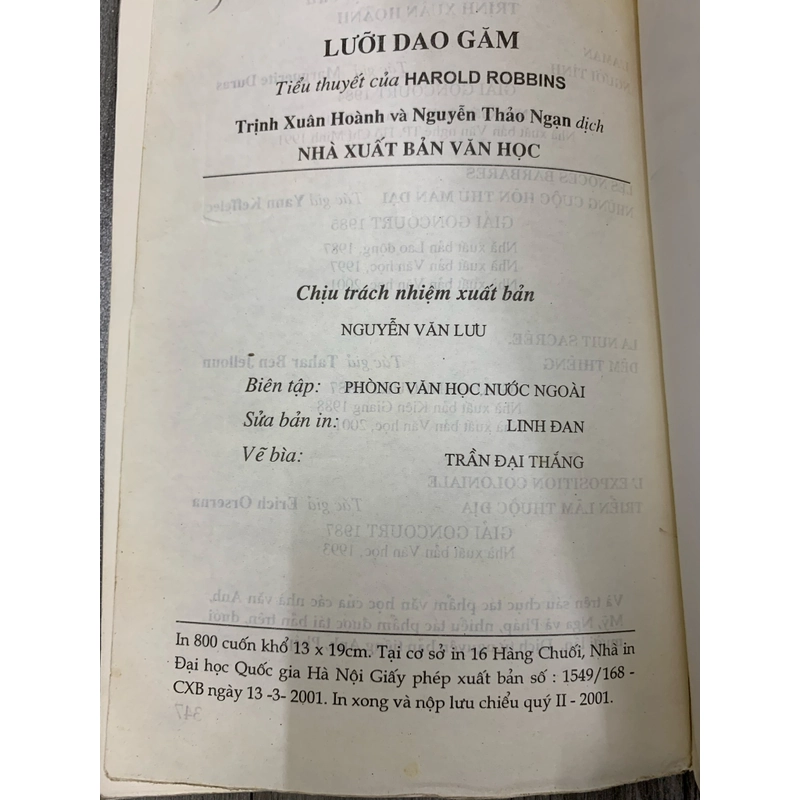 LƯỠI DAO GĂM
Tiểu thuyết của HAROLD ROBBINS
Trịnh Xuân Hoành và Nguyễn Thảo Ngạn dịch
NHÀ XUẤT BẢN VĂN HỌC
Chịu trách nhiệm xuất bản
NGUYỄN VĂN LƯU
Biên tập: PHÒNG VĂN HỌC NƯỚC NGOÀI
Sửa bản in: LINH ĐAN
Vẽ bìa: TRẦN ĐẠI THẮNG
In 800 cuốn khổ 13 x 19cm. Tại cơ sở in 16 Hàng Chuối, Nhà in
Đại học Quốc gia Hà Nội Giấy phép xuất bản số : 1549/168 -
CXB ngày 13 -3- 2001. In xong và nộp lưu chiểu quý II - 2001.